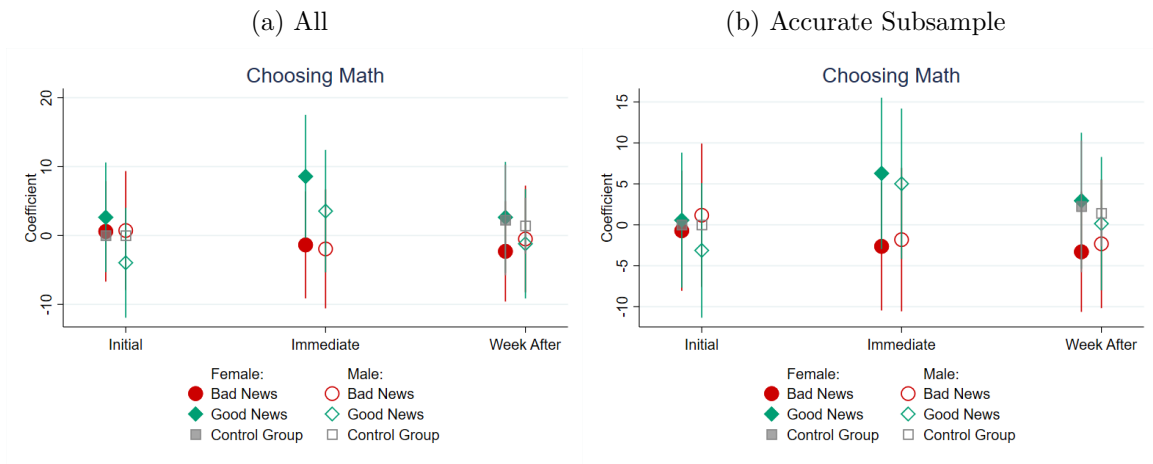 (a) All
Choosing Math
Coefficient
20
10
0
-10
Initial
Immediate
Week After
Female:
Male:
Bad News
Bad News
Good News
Good News
Control Group
Control Group
(b) Accurate Subsample
Choosing Math
Coefficient
15
10
5
0
-5
-10
Initial
Immediate
Week After
Female:
Male:
Bad News
Bad News
Good News
Good News
Control Group
Control Group